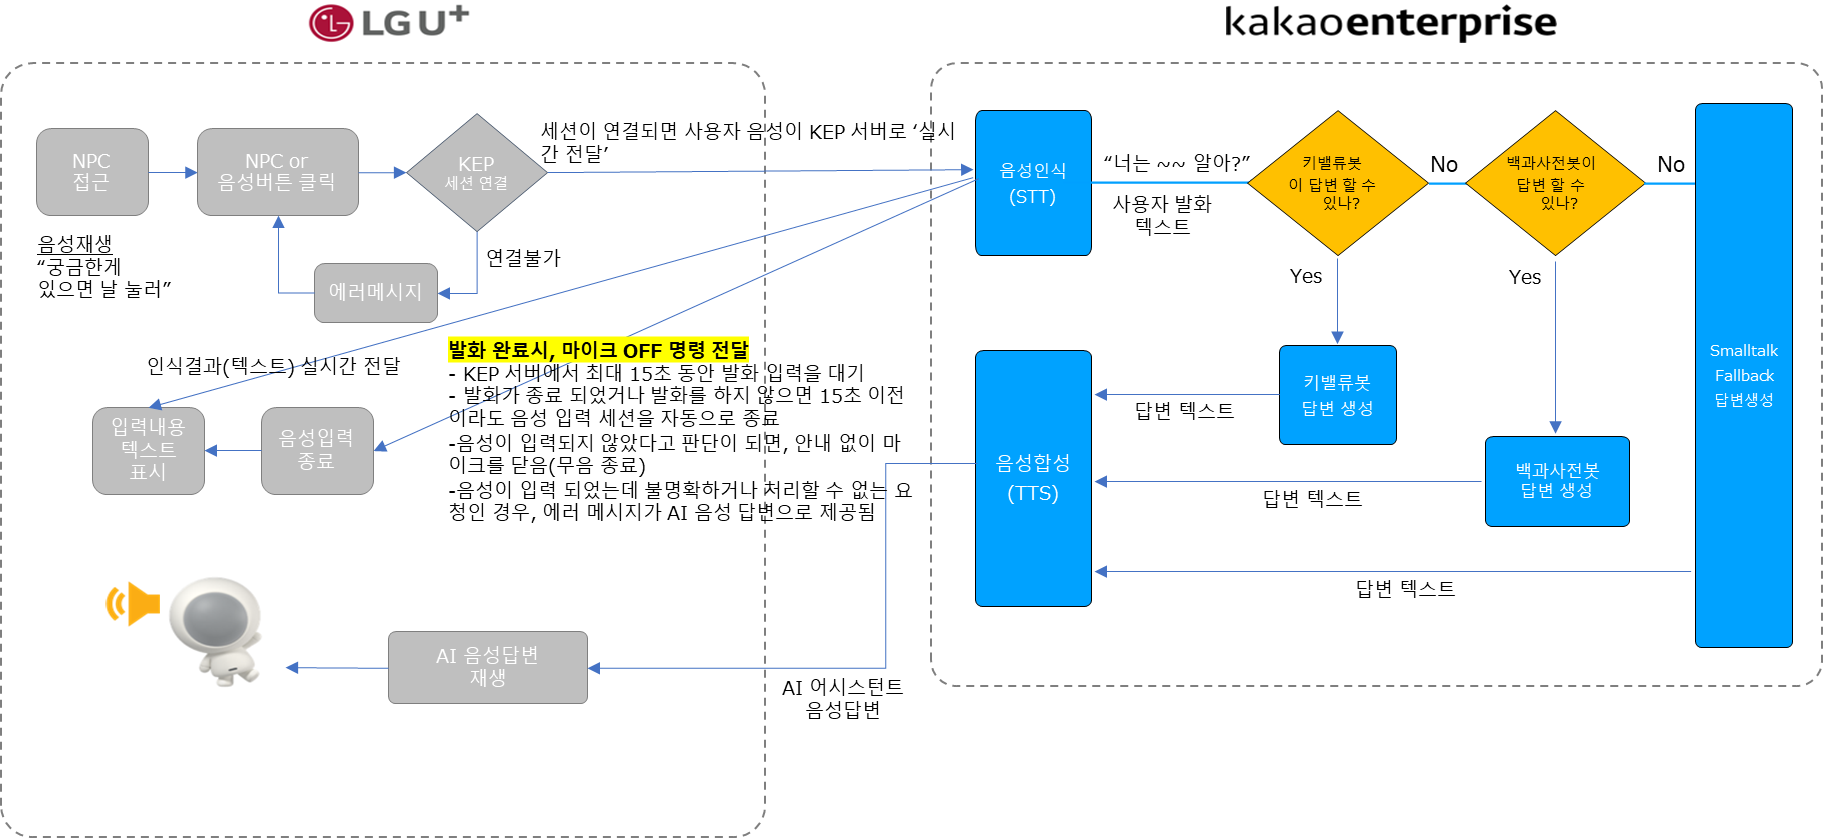 LG U+
kakaoenterprise
NPC
접근
음성재생
“궁금한게
있으면 날 눌러”
NPC or
음성버튼 클릭
KEP
세션 연결
연결불가
에러메시지
세션이 연결되면 사용자 음성이 KEP 서버로 ‘실시
간 전달’
인식결과(텍스트) 실시간 전달
발화 완료시, 마이크 OFF 명령 전달
- KEP 서버에서 최대 15초 동안 발화 입력을 대기
- 발화가 종료 되었거나 발화를 하지 않으면 15초 이전
이라도 음성 입력 세션을 자동으로 종료
-음성이 입력되지 않았다고 판단이 되면, 안내 없이 마
이크를 닫음(무음 종료)
-음성이 입력 되었는데 불명확하거나 처리할 수 없는 요
청인 경우, 에러 메시지가 AI 음성 답변으로 제공됨
입력내용
텍스트
표시
음성입력
종료
AI 음성답변
재생
AI 어시스턴트
음성답변
음성인식
(STT)
“너는 ~~ 알아?”
사용자 발화
텍스트
키밸류봇
이 답변 할 수
있나?
No
백과사전봇이
답변 할 수
있나?
No
Yes
Yes
키밸류봇
답변 생성
백과사전봇
답변 생성
Smalltalk
Fallback
답변생성
음성합성
(TTS)
답변 텍스트
답변 텍스트
답변 텍스트